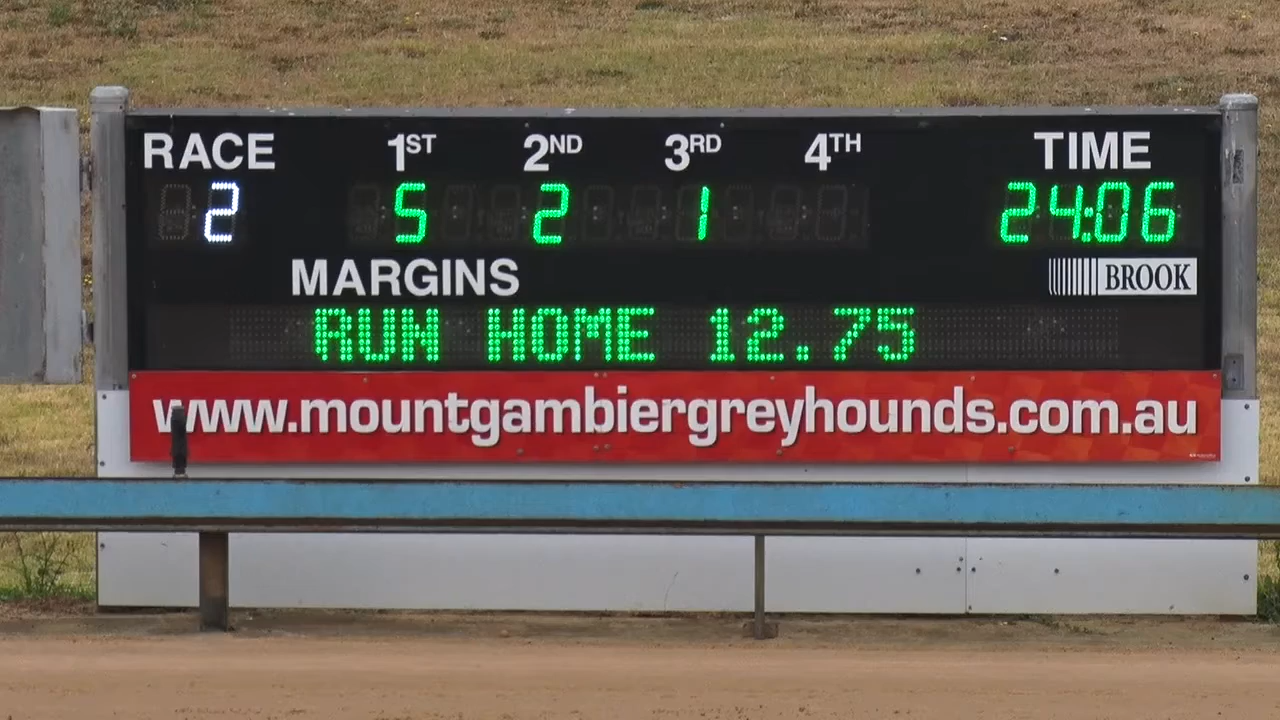 RACE 1ST 2ND 3RD 4TH TIME
2 5 2 1 24:06
MARGINS BROOK
RUN HOME 12.75
www.mountgambiergreyhounds.com.au